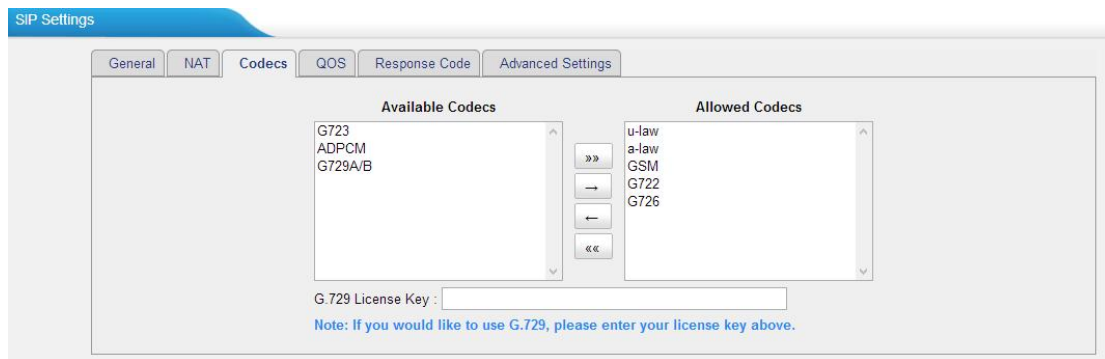 SIP Settings
General NAT Codecs QOS Response Code Advanced Settings
Available Codecs
G723
ADPCM
G729A/B
»»
→
←
««
Allowed Codecs
u-law
a-law
GSM
G722
G726
G.729 License Key :
Note: If you would like to use G.729, please enter your license key above.